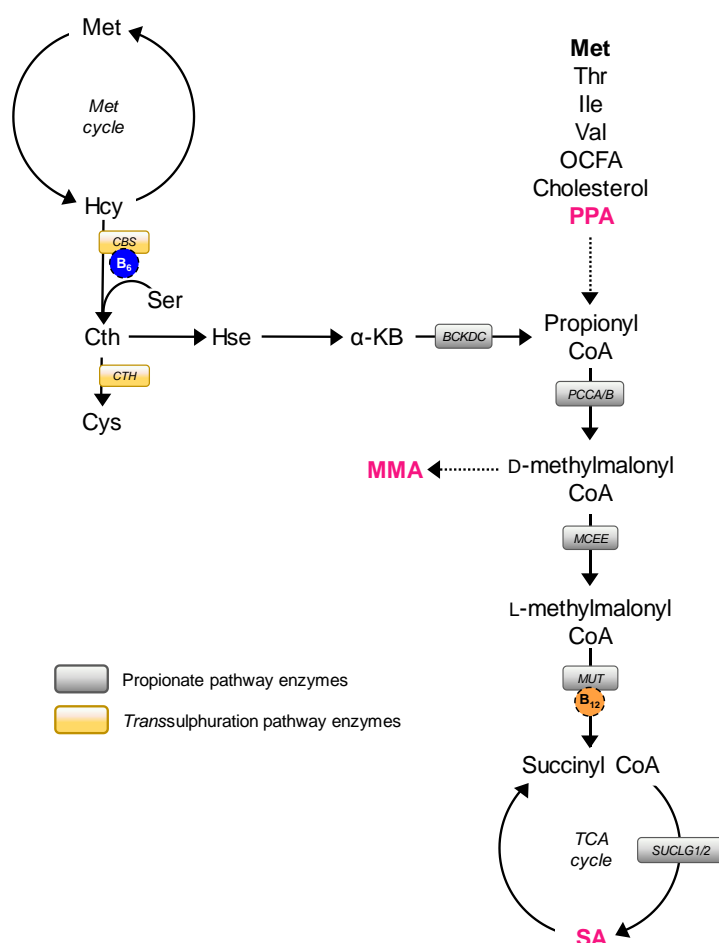 Met
Met
cycle
Hcy
CBS
B6
Ser
Cth
Hse
α-KB
BCKDC
CTH
Cys
Met
Thr
Ile
Val
OCFA
Cholesterol
PPA
Propionyl
CoA
PCCA/B
MMA
D-methylmalonyl
CoA
MCEE
L-methylmalonyl
CoA
MUT
B12
Succinyl CoA
TCA
cycle
SUCLG1/2
SA
Propionate pathway enzymes
Transsulphuration pathway enzymes